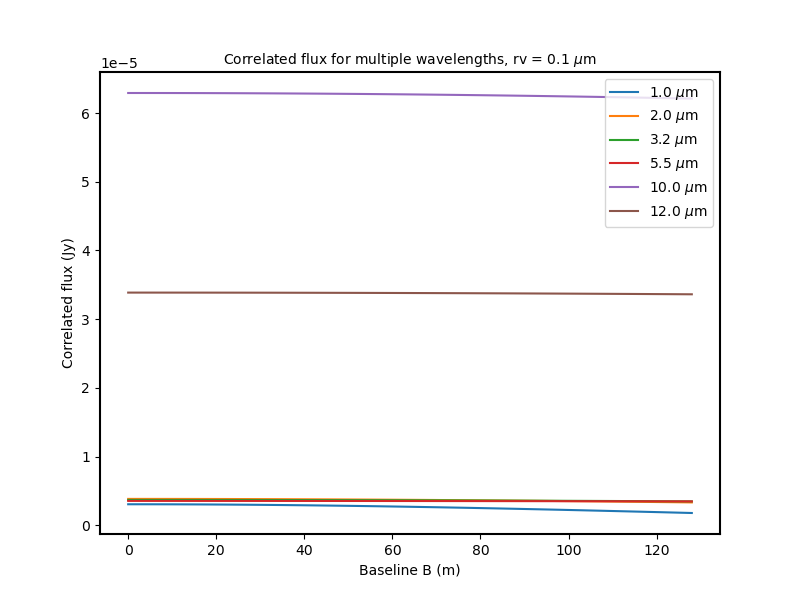 Correlated flux for multiple wavelengths, rv = 0.1 μm
1e−5
1.0 μm
2.0 μm
3.2 μm
5.5 μm
10.0 μm
12.0 μm
6
5
4
3
2
1
0
Correlated flux (Jy)
0 20 40 60 80 100 120
Baseline B (m)